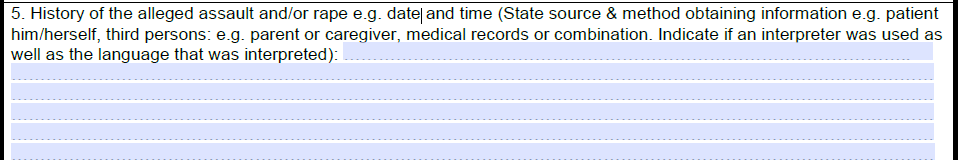 5. History of the alleged assault and/or rape e.g. date and time (State source & method obtaining information e.g. patient
him/herself, third persons: e.g. parent or caregiver, medical records or combination. Indicate if an interpreter was used as
well as the language that was interpreted):